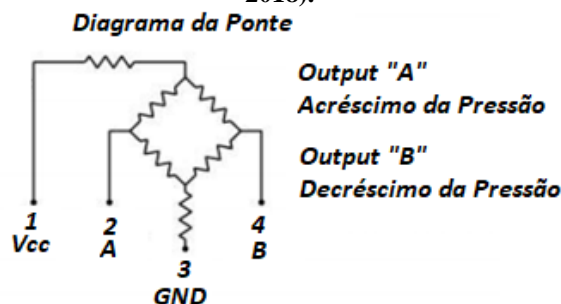 2018).
Diagrama da Ponte
Output "A"
Acréscimo da Pressão
Output "B"
Decréscimo da Pressão
1
Vcc
2
A
3
GND
4
B